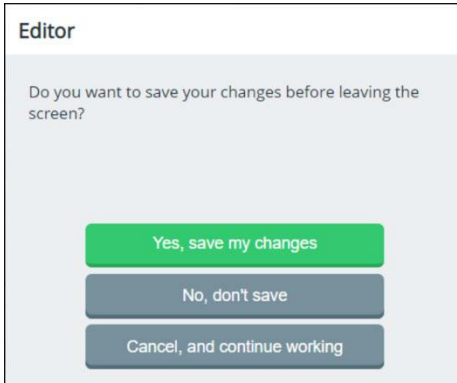 Editor
Do you want to save your changes before leaving the
screen?
Yes, save my changes
No, don't save
Cancel, and continue working